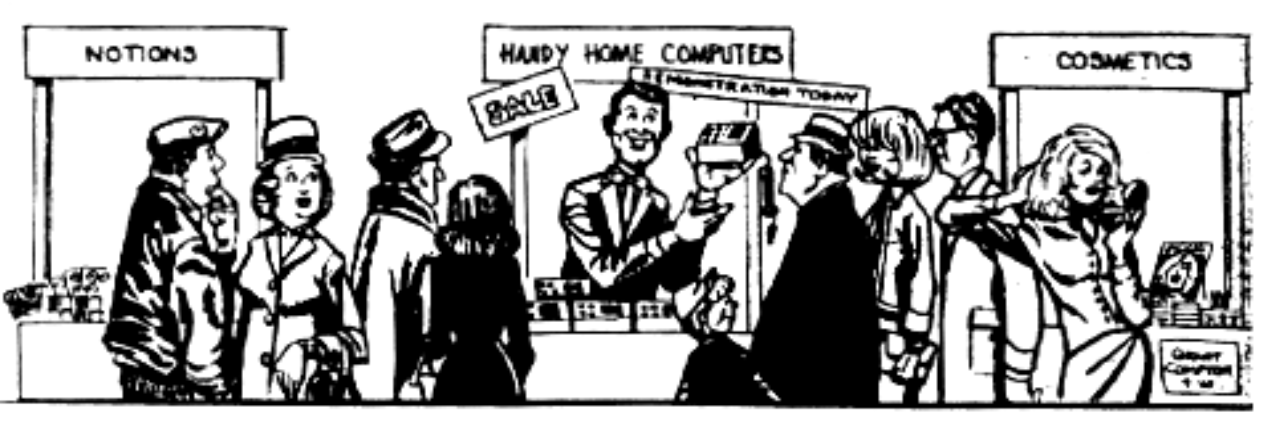 NOTIONS
HANDY HOME COMPUTERS
SALE
DEMONSTRATION TODAY
COSMETICS